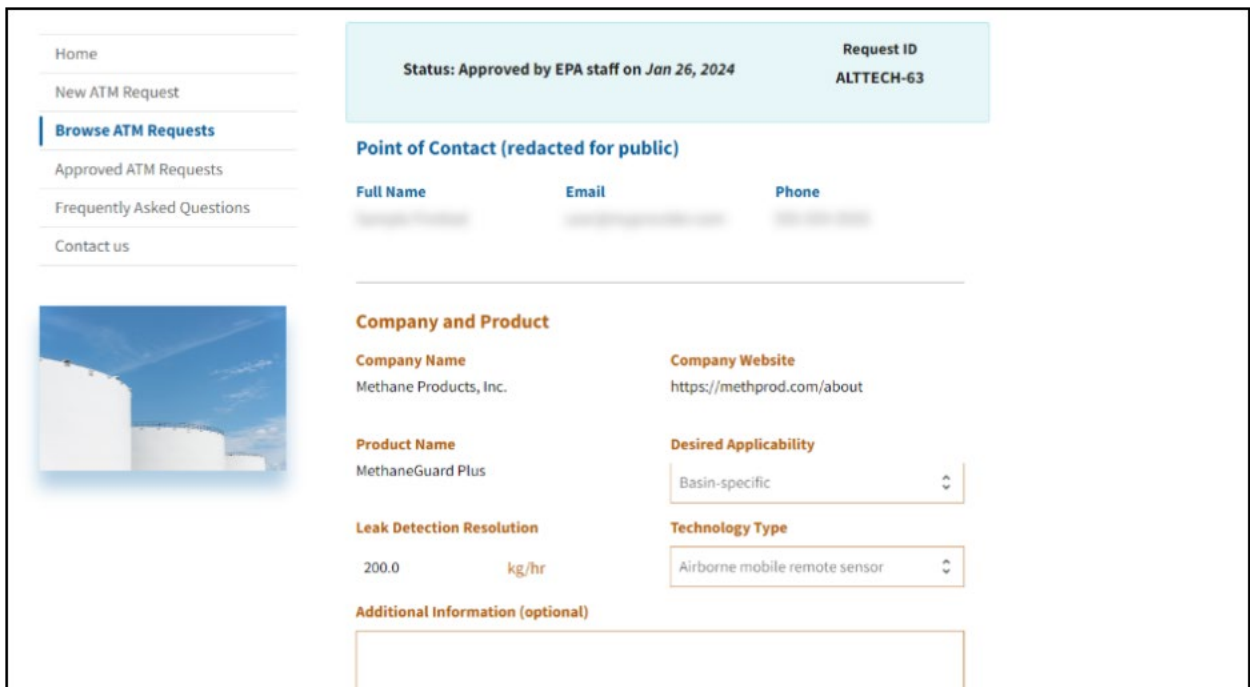 Home
New ATM Request
Browse ATM Requests
Approved ATM Requests
Frequently Asked Questions
Contact us
Status: Approved by EPA staff on Jan 26, 2024
Request ID
ALTTECH-63
Point of Contact (redacted for public)
Full Name Email Phone
Company and Product
Company Name Company Website
Methane Products, Inc. https://methprod.com/about
Product Name Desired Applicability
MethaneGuard Plus Basin-specific
Leak Detection Resolution Technology Type
200.0 kg/hr Airborne mobile remote sensor
Additional Information (optional)